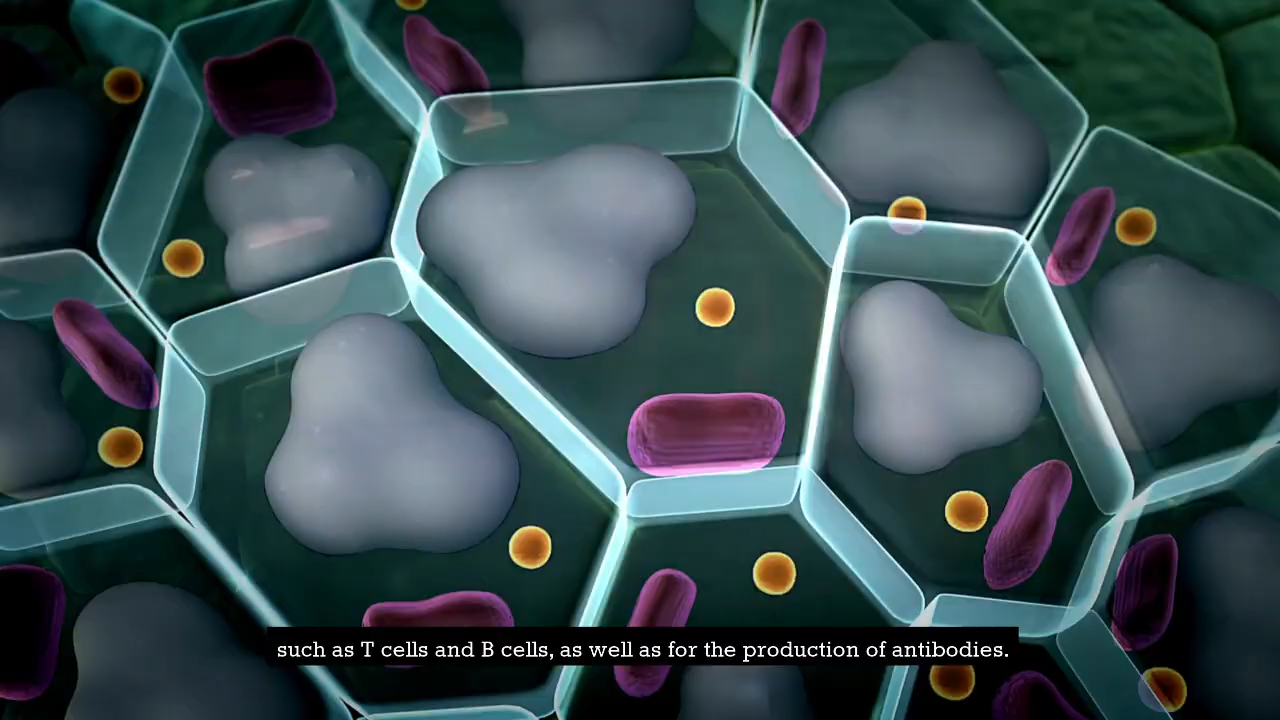 such as T cells and B cells, as well as for the production of antibodies.